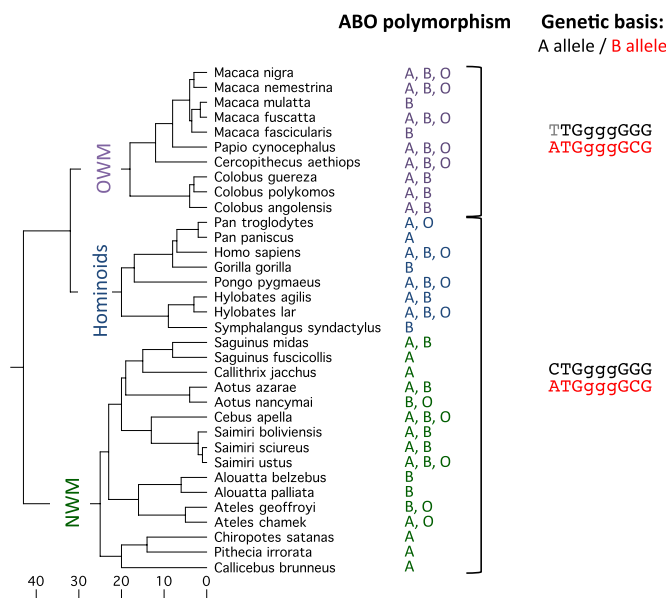 ABO polymorphism
Genetic basis:
A allele / B allele
Macaca nigra A, B, O
Macaca nemestrina A, B, O
Macaca mulatta B
Macaca fuscatta A, B, O
Macaca fascicularis B
Papio cynocephalus A, B, O
Cercopithecus aethiops A, B, O
Colobus guereza A, B
Colobus polykomos A, B
Colobus angolensis A, B
OWM
TTGgggGGG
ATGgggGCG
Pan troglodytes A, O
Pan paniscus A
Homo sapiens A, B, O
Gorilla gorilla B
Pongo pygmaeus A, B, O
Hylobates agilis A, B
Hylobates lar A, B, O
Symphalangus syndactylus B
Hominoids
Saguinus midas A, B
Saguinus fuscicollis A
Callithrix jacchus A
Aotus azarae A, B
Aotus nancymai B, O
Cebus apella A, B, O
Saimiri boliviensis A, B
Saimiri sciureus A, B
Saimiri ustus A, B, O
Alouatta belzebus B
Alouatta palliata B
Ateles geoffroyi B, O
Ateles chamek A, O
Chiropotes satanas A
Pithecia irrorata A
Callicebus brunneus A
NWM
CTGgggGGG
ATGgggGCG
40 30 20 10 0